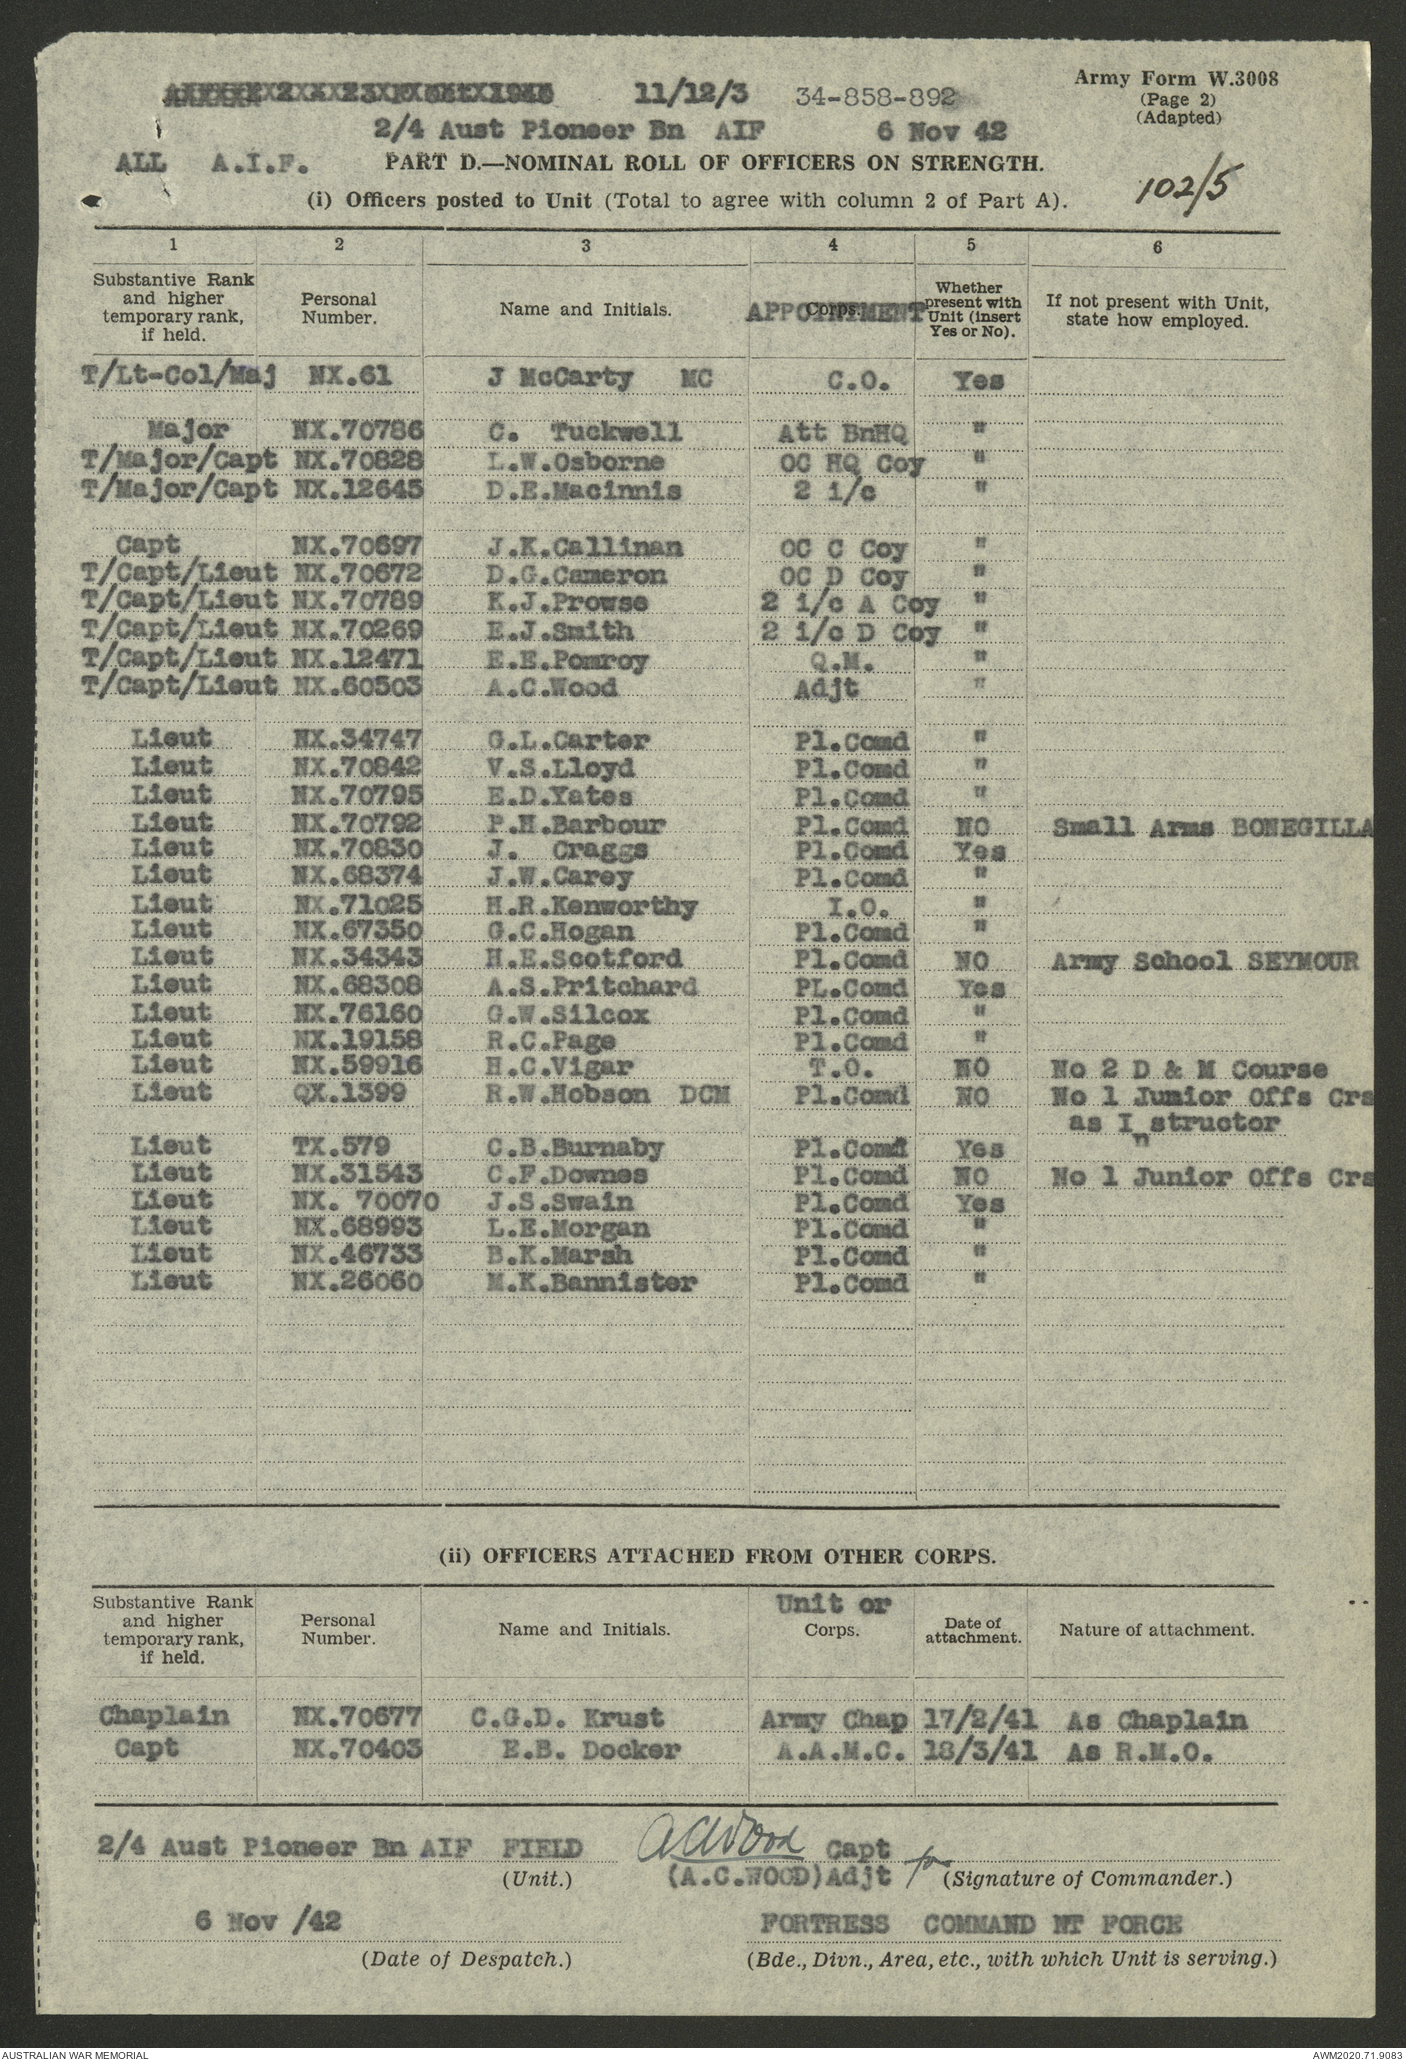 11/12/3 34-858-892
Army Form W.3008
(Page 2)
(Adapted)
2/4 Aust Pioneer Bn AIF 6 Nov 42
ALL A.I.F. PART D.—NOMINAL ROLL OF OFFICERS ON STRENGTH.
102/5
(i) Officers posted to Unit (Total to agree with column 2 of Part A).
1 2 3 4 5 6
Substantive Rank and higher temporary rank, if held. Personal Number. Name and Initials. Corps. APPOINTMENT Whether present with Unit (insert Yes or No). If not present with Unit, state how employed.
T/Lt-Col/Maj NX.61 J McCarty MC C.O. Yes
Major NX.70786 C. Tuckwell Att BnHQ "
T/Major/Capt NX.70828 L.W.Osborne OC HQ Coy "
T/Major/Capt NX.12645 D.E.Macinnis 2 i/c "
Capt NX.70697 J.K.Callinan OC C Coy "
T/Capt/Lieut NX.70672 D.G.Cameron OC D Coy "
T/Capt/Lieut NX.70789 K.J.Prowse 2 i/c A Coy "
T/Capt/Lieut NX.70269 E.J.Smith 2 i/c D Coy "
T/Capt/Lieut NX.12471 E.E.Pomroy Q.M. "
T/Capt/Lieut NX.60503 A.C.Wood Adjt "
Lieut NX.34747 G.L.Carter Pl.Comd "
Lieut NX.70842 V.S.Lloyd Pl.Comd "
Lieut NX.70795 E.D.Yates Pl.Comd "
Lieut NX.70792 P.H.Barbour Pl.Comd NO Small Arms BONEGILLA
Lieut NX.70830 J. Craggs Pl.Comd Yes
Lieut NX.68374 J.W.Carey Pl.Comd "
Lieut NX.71025 H.R.Kenworthy I.O. "
Lieut NX.67350 G.C.Hogan Pl.Comd "
Lieut NX.34343 H.E.Scotford Pl.Comd NO Army School SEYMOUR
Lieut NX.68308 A.S.Pritchard PL.Comd Yes
Lieut NX.76160 G.W.Silcox Pl.Comd "
Lieut NX.19158 R.C.Page Pl.Comd "
Lieut NX.59916 H.C.Vigar T.O. NO No 2 D & M Course
Lieut QX.1399 R.W.Hobson DCM Pl.Comd NO No 1 Junior Offs Crs
as Instructor
Lieut TX.579 C.B.Burnaby Pl.Comd Yes
Lieut NX.31543 C.F.Downes Pl.Comd NO No 1 Junior Offs Crs
Lieut NX. 70070 J.S.Swain Pl.Comd Yes
Lieut NX.68993 L.E.Morgan Pl.Comd "
Lieut NX.46733 B.K.Marsh Pl.Comd "
Lieut NX.26060 M.K.Bannister Pl.Comd "
(ii) OFFICERS ATTACHED FROM OTHER CORPS.
Substantive Rank and higher temporary rank, if held. Personal Number. Name and Initials. Unit or Corps. Date of attachment. Nature of attachment.
Chaplain NX.70677 C.G.D. Krust Army Chap 17/2/41 As Chaplain
Capt NX.70403 E.B. Docker A.A.M.C. 18/3/41 As R.M.O.
2/4 Aust Pioneer Bn AIF FIELD ACWood Capt
(Unit.) (A.C.WOOD)Adjt for (Signature of Commander.)
6 Nov /42 FORTRESS COMMAND NT FORCE
(Date of Despatch.) (Bde., Divn., Area, etc., with which Unit is serving.)
AUSTRALIAN WAR MEMORIAL AWM2020.71.9083